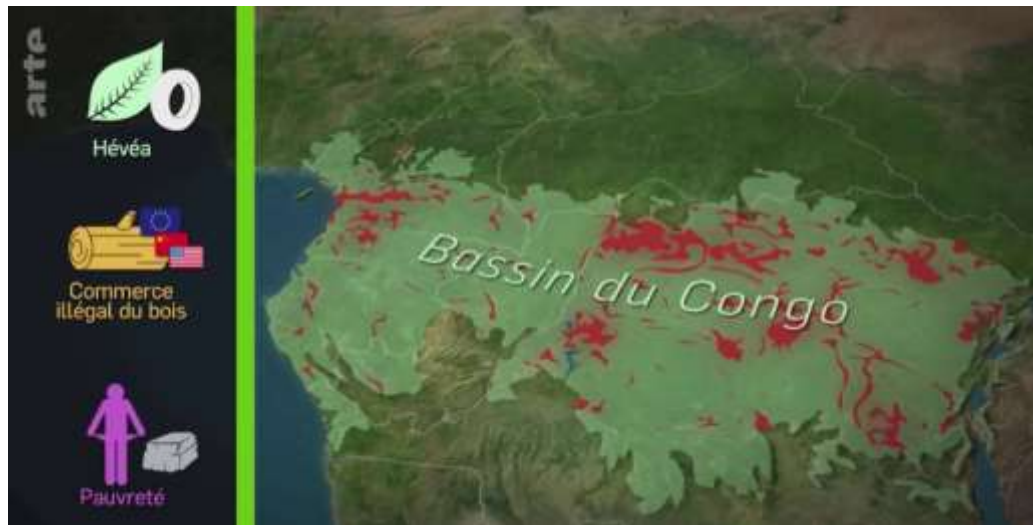 arte
Hévéa
Commerce
illégal du bois
Pauvreté
Bassin du Congo